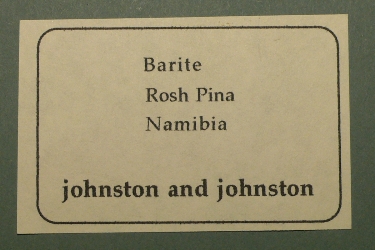 Barite
Rosh Pina
Namibia
johnston and johnston